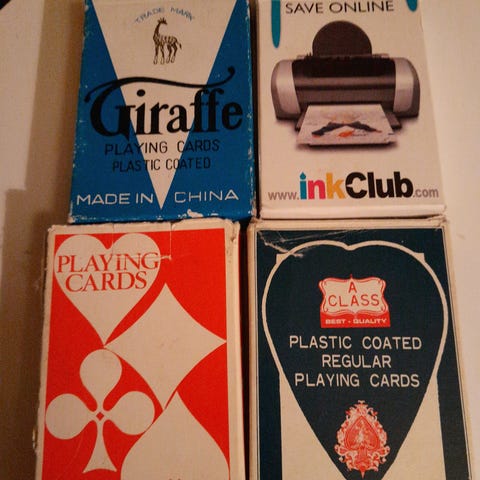 TRADE MARK
Giraffe
PLAYING CARDS
PLASTIC COATED
MADE IN CHINA
SAVE ONLINE
www.inkClub.com
PLAYING
CARDS
A
CLASS
BEST - QUALITY
PLASTIC COATED
REGULAR
PLAYING CARDS